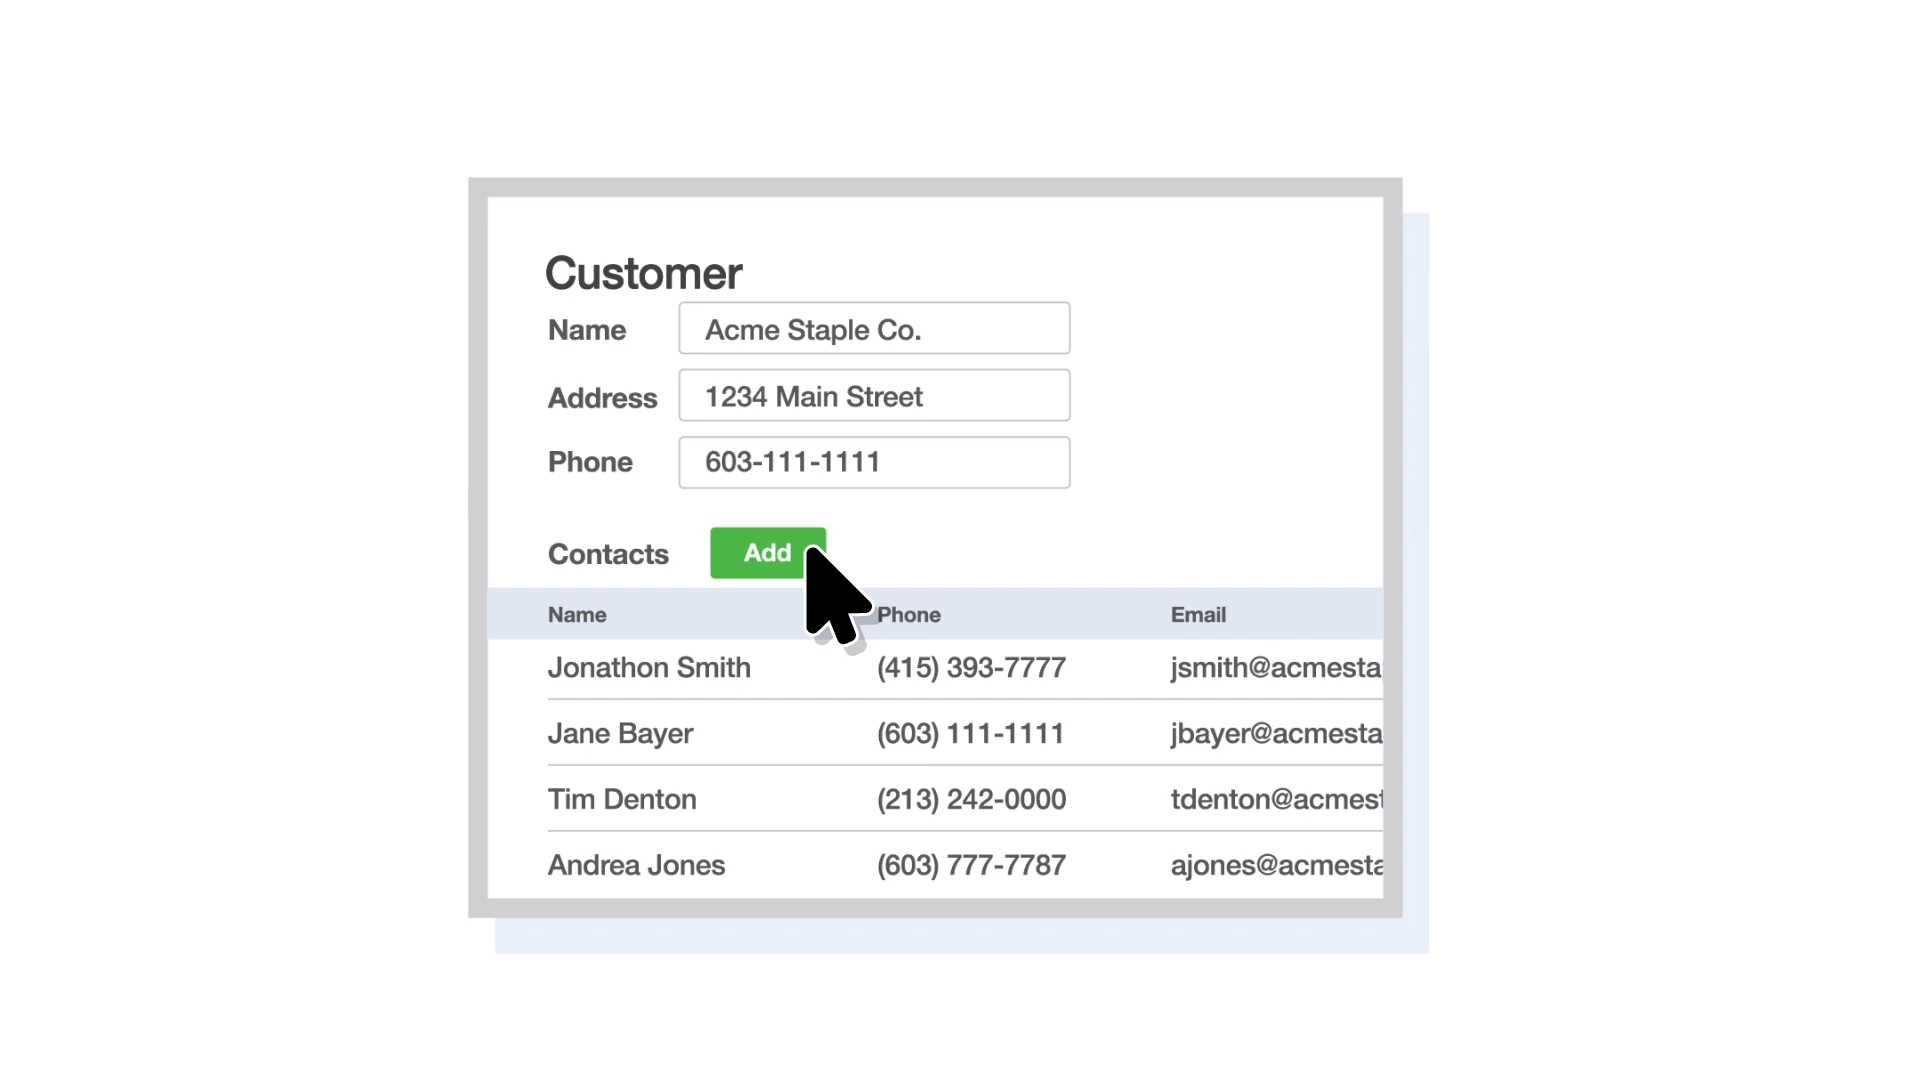 Customer
Name Acme Staple Co.
Address 1234 Main Street
Phone 603-111-1111
Contacts Add
Name Phone Email
Jonathon Smith (415) 393-7777 jsmith@acmesta
Jane Bayer (603) 111-1111 jbayer@acmesta
Tim Denton (213) 242-0000 tdenton@acmest
Andrea Jones (603) 777-7787 ajones@acmesta